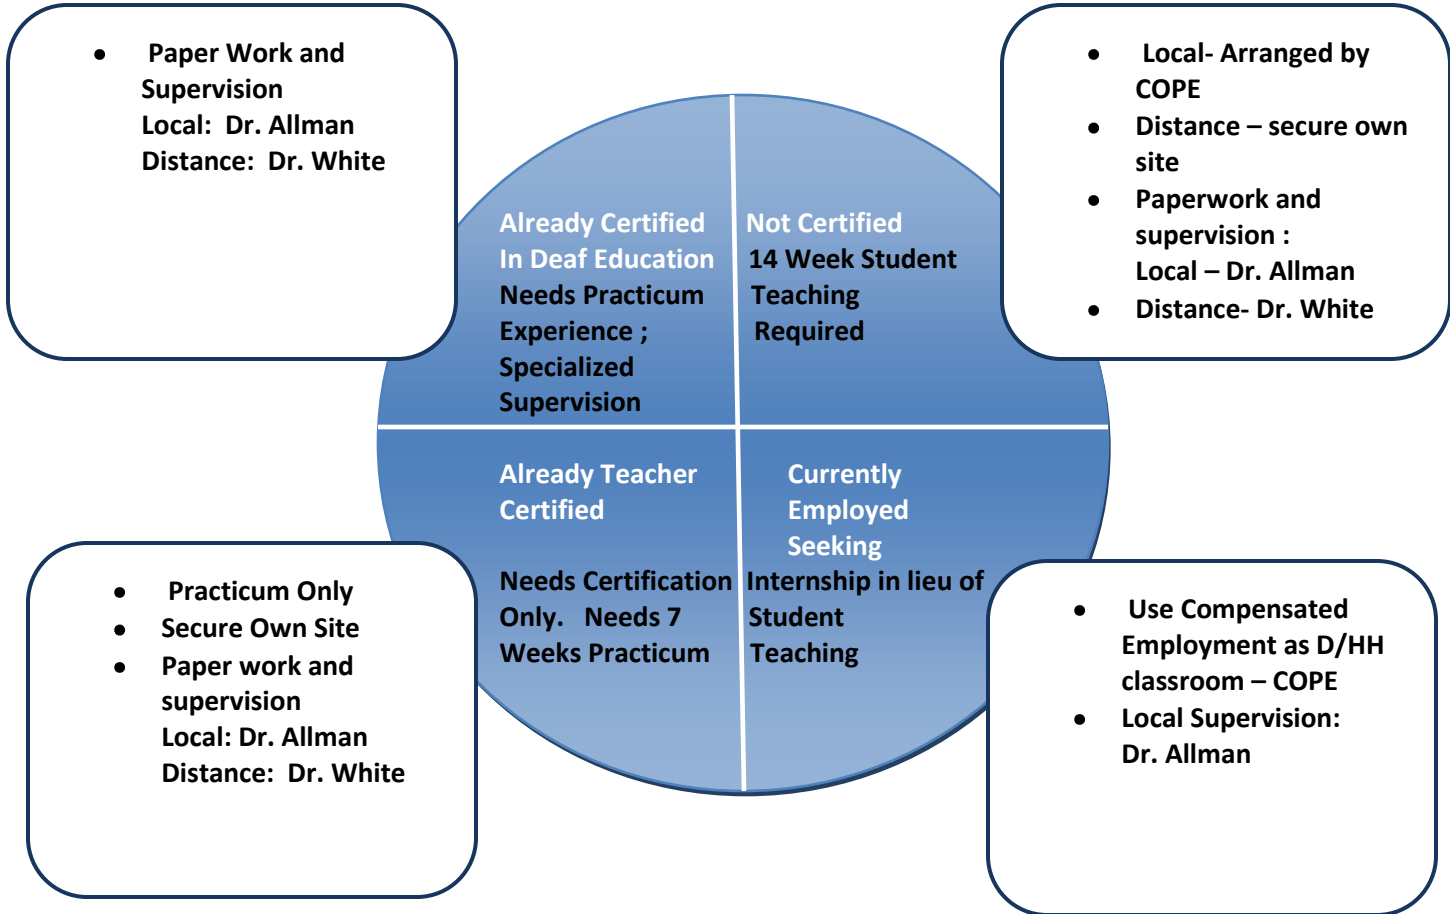 • Paper Work and
Supervision
Local: Dr. Allman
Distance: Dr. White
• Local- Arranged by
COPE
• Distance – secure own
site
• Paperwork and
supervision :
Local – Dr. Allman
• Distance- Dr. White
Already Certified
In Deaf Education
Needs Practicum
Experience ;
Specialized
Supervision
Not Certified
14 Week Student
Teaching
Required
Already Teacher
Certified
Needs Certification
Only. Needs 7
Weeks Practicum
Currently
Employed
Seeking
Internship in lieu of
Student
Teaching
• Practicum Only
• Secure Own Site
• Paper work and
supervision
Local: Dr. Allman
Distance: Dr. White
• Use Compensated
Employment as D/HH
classroom – COPE
• Local Supervision:
Dr. Allman